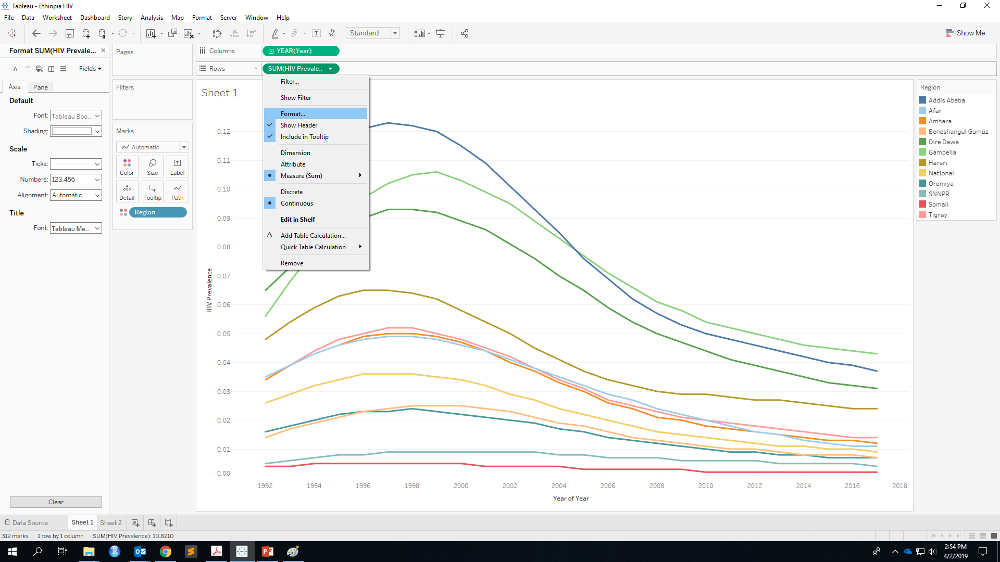 Tableau - Ethiopia HIV
File Data Worksheet Dashboard Story Analysis Map Format Server Window Help
Standard
Show Me
Format SUM(HIV Prevale...
Fields
Axis Pane
Default
Font: Tableau Boo..
Shading:
Scale
Ticks:
Numbers: 123,456
Alignment: Automatic
Title
Font: Tableau Me..
Clear
Pages
Filters
Marks
Automatic
Color Size Label
Detail Tooltip Path
Region
Columns YEAR(Year)
Rows SUM(HIV Prevale..
Sheet 1
Filter...
Show Filter
Format...
Show Header
Include in Tooltip
Dimension
Attribute
Measure (Sum)
Discrete
Continuous
Edit in Shelf
Add Table Calculation...
Quick Table Calculation
Remove
HIV Prevalence
0.12
0.11
0.10
0.09
0.08
0.07
0.06
0.05
0.04
0.03
0.02
0.01
0.00
1992 1994 1996 1998 2000 2002 2004 2006 2008 2010 2012 2014 2016 2018
Year of Year
Region
Addis Ababa
Afar
Amhara
Beneshangul Gumuz
Dire Dawa
Gambella
Harari
National
Oromiya
SNNPR
Somali
Tigray
Data Source Sheet 1 Sheet 2
312 marks 1 row by 1 column SUM(HIV Prevalence): 10.8210
2:54 PM
4/2/2019